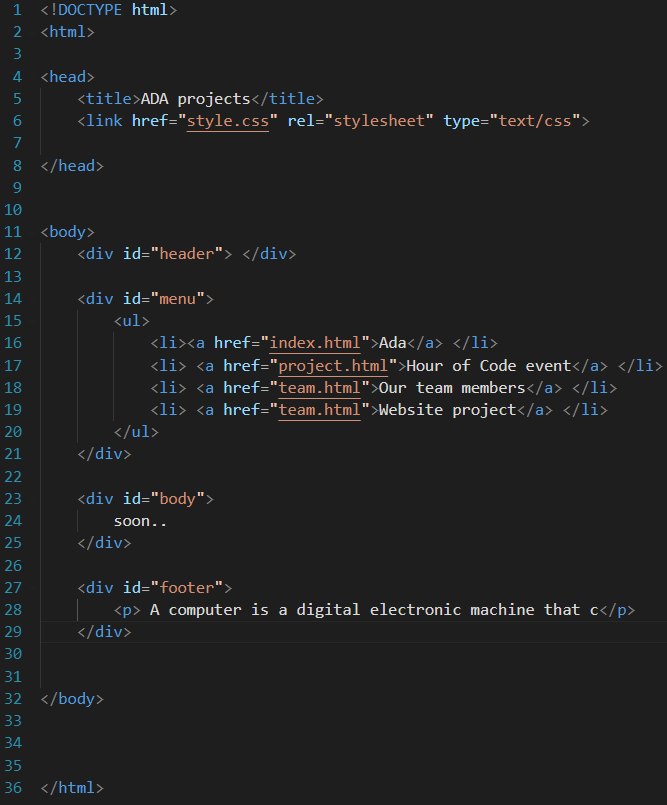 1 <!DOCTYPE html>
2 <html>
3
4 <head>
5 <title>ADA projects</title>
6 <link href="style.css" rel="stylesheet" type="text/css">
7
8 </head>
9
10
11 <body>
12 <div id="header"> </div>
13
14 <div id="menu">
15 <ul>
16 <li><a href="index.html">Ada</a> </li>
17 <li> <a href="project.html">Hour of Code event</a> </li>
18 <li> <a href="team.html">Our team members</a> </li>
19 <li> <a href="team.html">Website project</a> </li>
20 </ul>
21 </div>
22
23 <div id="body">
24 soon..
25 </div>
26
27 <div id="footer">
28 <p> A computer is a digital electronic machine that c</p>
29 </div>
30
31
32 </body>
33
34
35
36 </html>